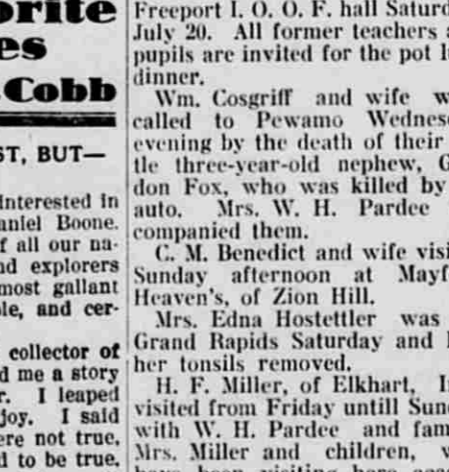 orite
es
Cobb
ST, BUT—
interested in
aniel Boone.
f all our na-
nd explorers
most gallant
ble, and cer-
collector of
d me a story
r. I leaped
joy. I said
ere not true,
d to be true.
Freeport I. O. O. F. hall Saturd
July 20. All former teachers a
pupils are invited for the pot l
dinner.
Wm. Cosgriff and wife w
called to Pewamo Wednes
evening by the death of their
tle three-year-old nephew, G
don Fox, who was killed by
auto. Mrs. W. H. Pardee
companied them.
C. M. Benedict and wife visi
Sunday afternoon at Mayf
Heaven's, of Zion Hill.
Mrs. Edna Hostettler was
Grand Rapids Saturday and
her tonsils removed.
H. F. Miller, of Elkhart, I
visited from Friday untill Sun
with W. H. Pardee and fam
Mrs. Miller and children, w